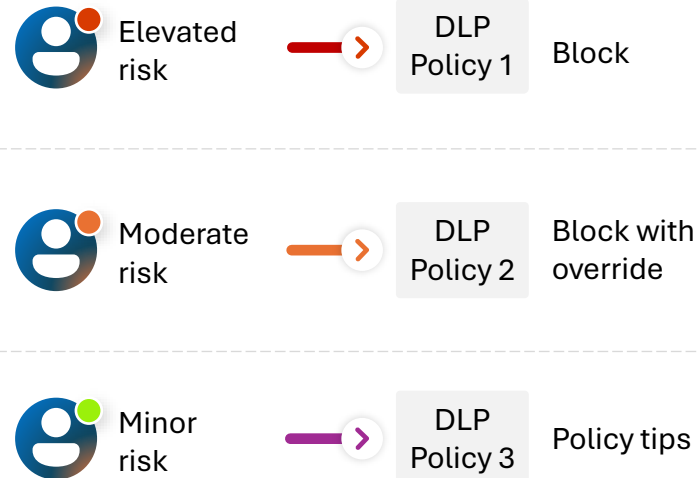 Elevated
risk
DLP
Policy 1
Block
Moderate
risk
DLP
Policy 2
Block with
override
Minor
risk
DLP
Policy 3
Policy tips